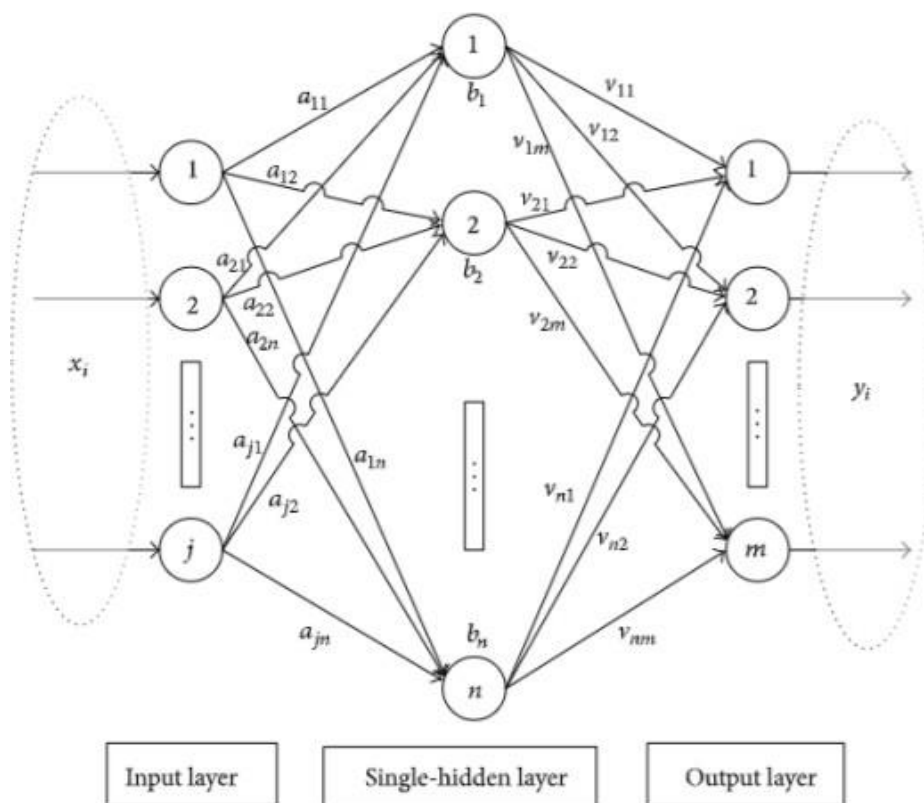 1
b₁
a₁₁
v₁₁
v₁₂
v₁ₘ
1
a₁₂
2
b₂
v₂₁
1
a₂₁
v₂₂
2
a₂₂
a₂ₙ
v₂ₘ
2
xᵢ
...
...
yᵢ
aⱼ₁
a₁ₙ
...
aⱼ₂
vₙ₁
vₙ₂
j
m
aⱼₙ
bₙ
vₙₘ
n
Input layer
Single-hidden layer
Output layer